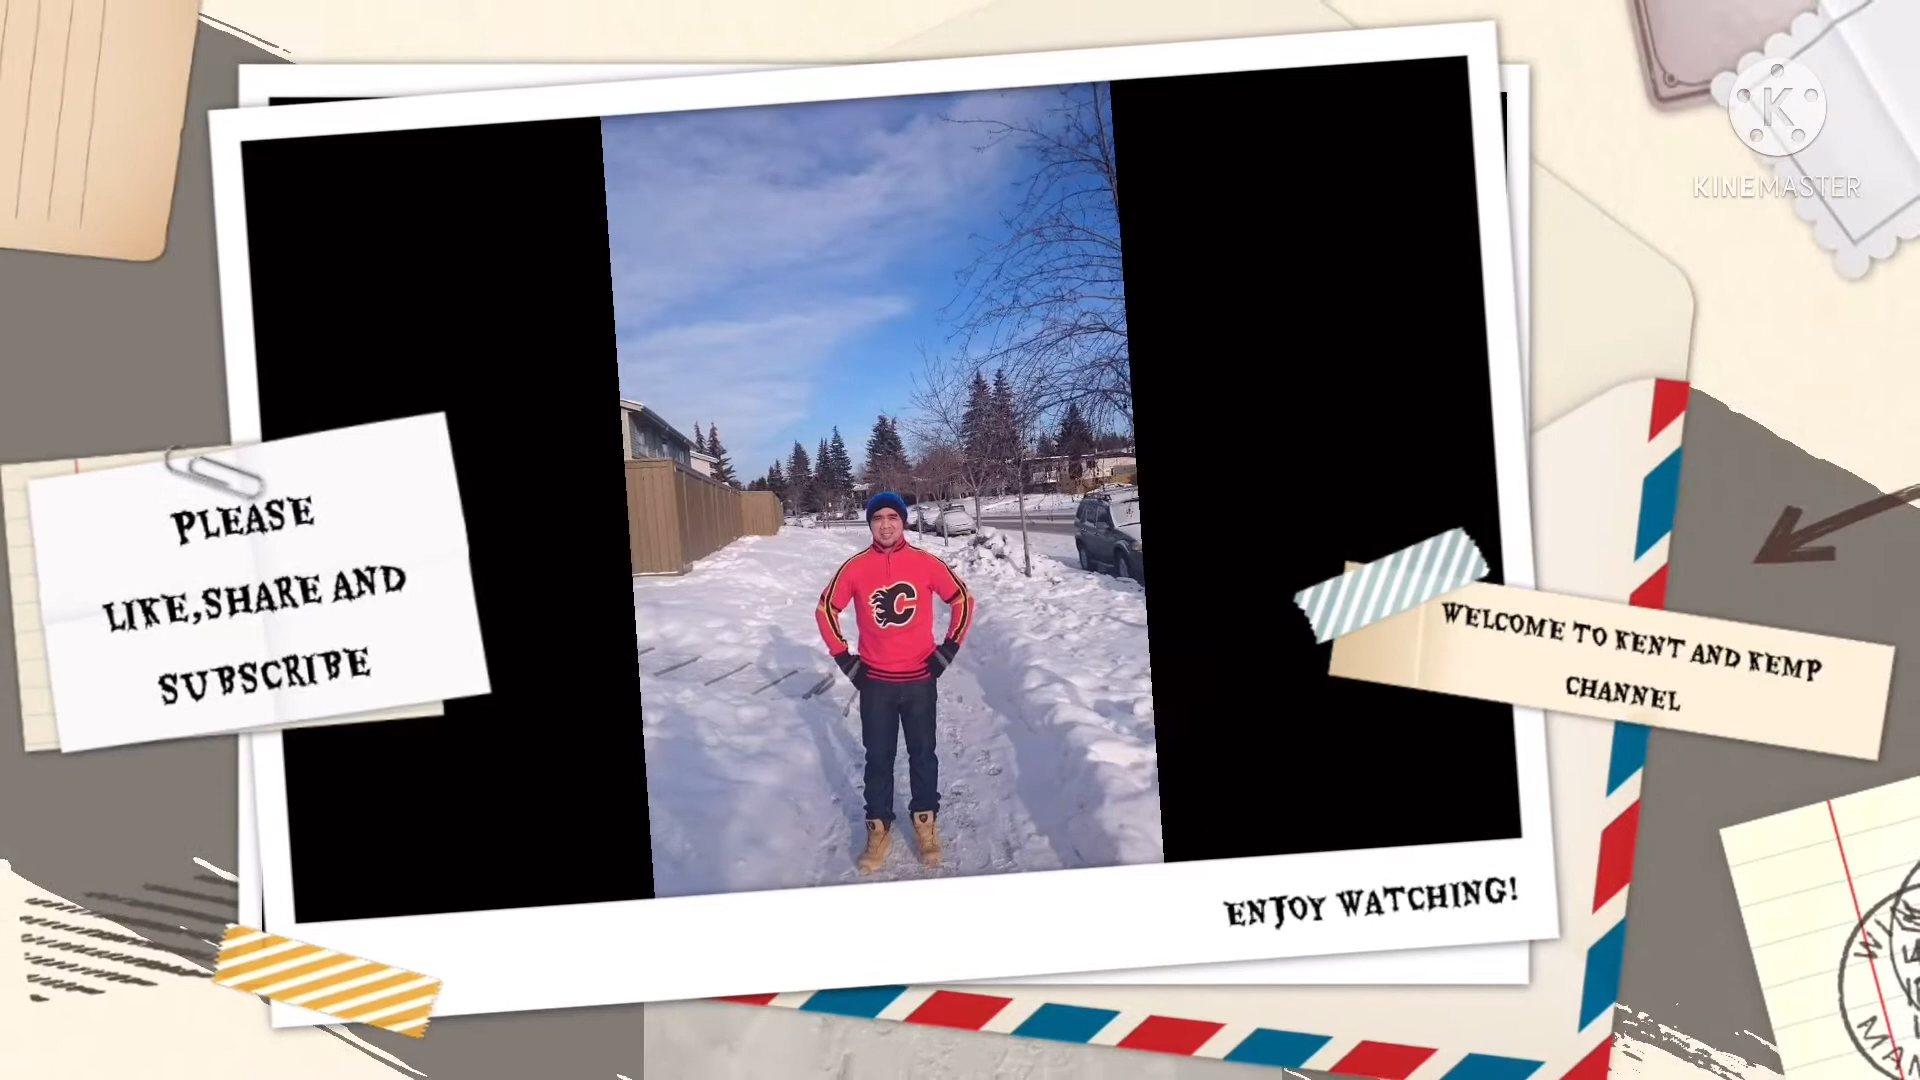 KINEMASTER
PLEASE
LIKE,SHARE AND
SUBSCRIBE
WELCOME TO KENT AND KEMP
CHANNEL
ENJOY WATCHING!